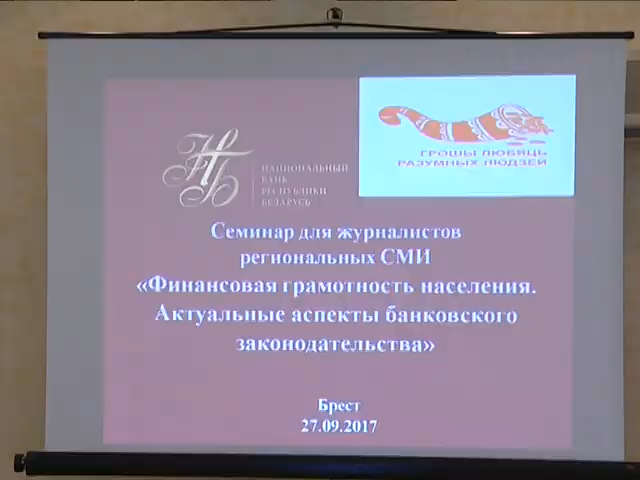 НБ
НАЦИОНАЛЬНЫЙ
БАНК
РЕСПУБЛИКИ
БЕЛАРУСЬ
ГРОШЫ ЛЮБЯЦЬ
РАЗУМНЫХ ЛЮДЗЕЙ
Семинар для журналистов
региональных СМИ
«Финансовая грамотность населения.
Актуальные аспекты банковского
законодательства»
Брест
27.09.2017